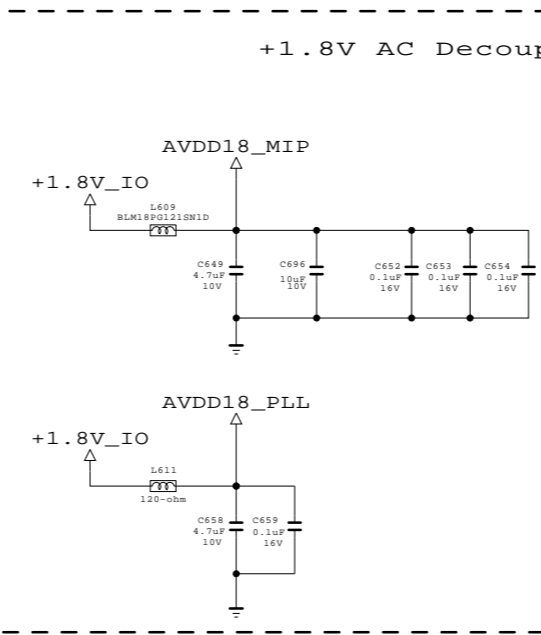 +1.8V AC Decoup
AVDD18_MIP
+1.8V_IO
L609
BLM18PG121SN1D
C649
4.7uF
10V
C696
10uF
10V
C652
0.1uF
16V
C653
0.1uF
16V
C654
0.1uF
16V
AVDD18_PLL
+1.8V_IO
L611
120-ohm
C658
4.7uF
10V
C659
0.1uF
16V